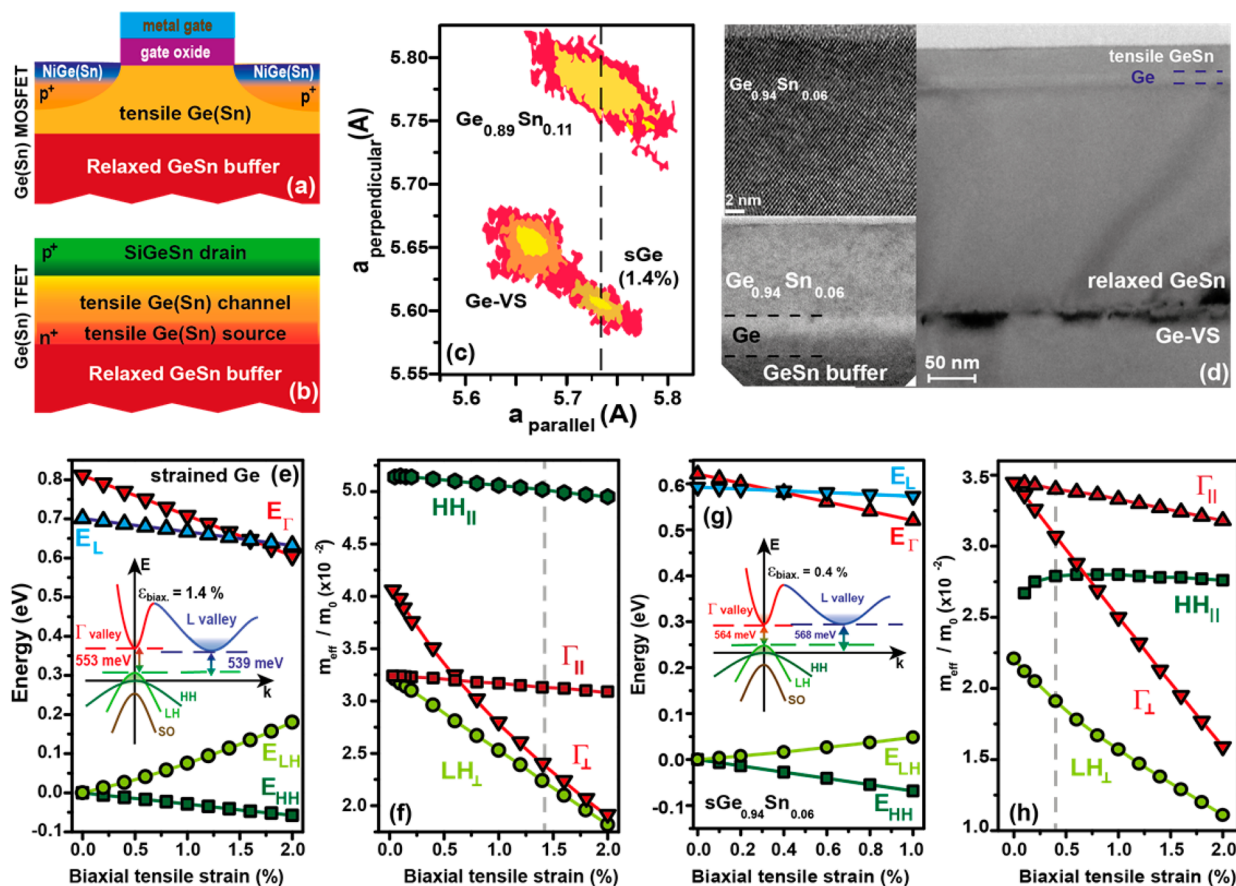 (a)
metal gate
gate oxide
NiGe(Sn)
NiGe(Sn)
p+
p+
tensile Ge(Sn)
Relaxed GeSn buffer
Ge(Sn) MOSFET
p+
SiGeSn drain
tensile Ge(Sn) channel
n+
tensile Ge(Sn) source
Relaxed GeSn buffer
(b)
Ge(Sn) TFET
a perpendicular (A)
5.80
5.75
5.70
5.65
5.60
5.55
Ge0.89Sn0.11
sGe
(1.4%)
Ge-VS
(c)
5.6
5.7
5.8
a parallel (A)
Ge0.94Sn0.06
2 nm
Ge0.94Sn0.06
Ge
GeSn buffer
tensile GeSn
Ge
relaxed GeSn
Ge-VS
50 nm
(d)
strained Ge
(e)
Energy (eV)
0.9
0.8
0.7
0.6
0.5
0.4
0.3
0.2
0.1
0.0
-0.1
EΓ
EL
E
εbiax. = 1.4 %
Γ valley
L valley
553 meV
539 meV
HH
LH
SO
k
ELH
EHH
0.0 0.5 1.0 1.5 2.0
Biaxial tensile strain (%)
meff / m0 (x10 -2)
5.0
4.5
4.0
3.5
3.0
2.5
2.0
HH||
Γ||
Γ⊥
LH⊥
(f)
0.0 0.5 1.0 1.5 2.0
Biaxial tensile strain (%)
(g)
Energy (eV)
0.6
0.5
0.4
0.3
0.2
0.1
0.0
-0.1
EL
EΓ
E
εbiax. = 0.4 %
Γ valley
L valley
564 meV
568 meV
HH
LH
SO
k
ELH
EHH
sGe0.94Sn0.06
0.0 0.2 0.4 0.6 0.8 1.0
Biaxial tensile strain (%)
meff / m0 (x10 -2)
3.5
3.0
2.5
2.0
1.5
1.0
Γ||
HH||
Γ⊥
LH⊥
(h)
0.0 0.5 1.0 1.5 2.0
Biaxial tensile strain (%)